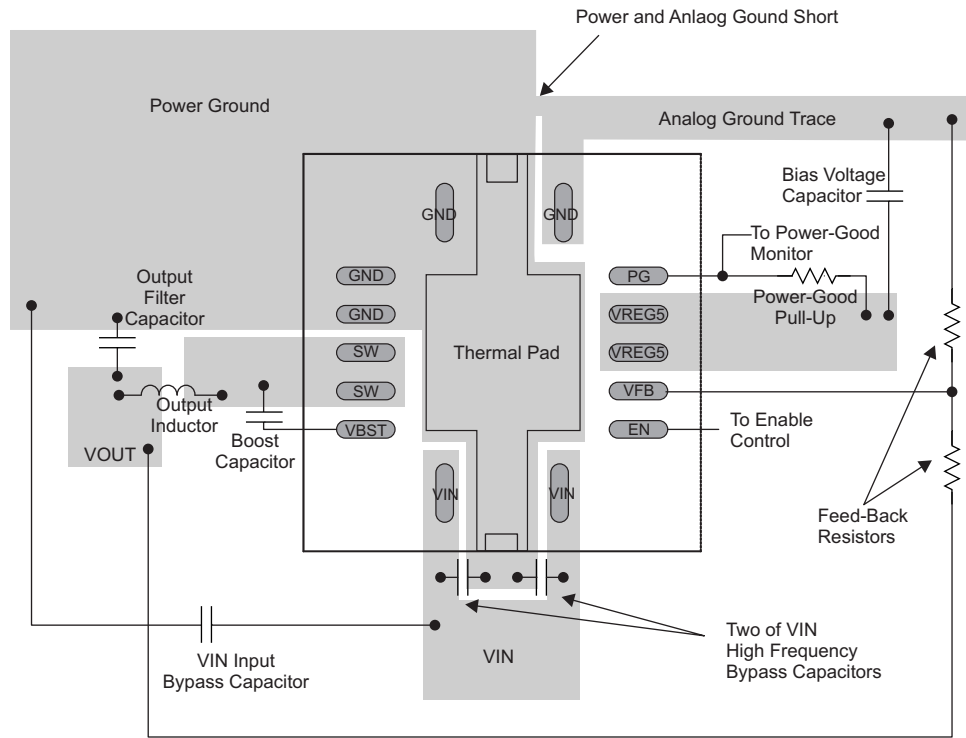 Power and Anlaog Gound Short
Power Ground
Analog Ground Trace
Bias Voltage
Capacitor
GND
GND
To Power-Good
Monitor
Output
Filter
Capacitor
GND
PG
Power-Good
Pull-Up
GND
VREG5
SW
Thermal Pad
VREG5
SW
VFB
Output
Inductor
VBST
EN
To Enable
Control
Boost
Capacitor
VOUT
VIN
VIN
Feed-Back
Resistors
Two of VIN
High Frequency
Bypass Capacitors
VIN
VIN Input
Bypass Capacitor